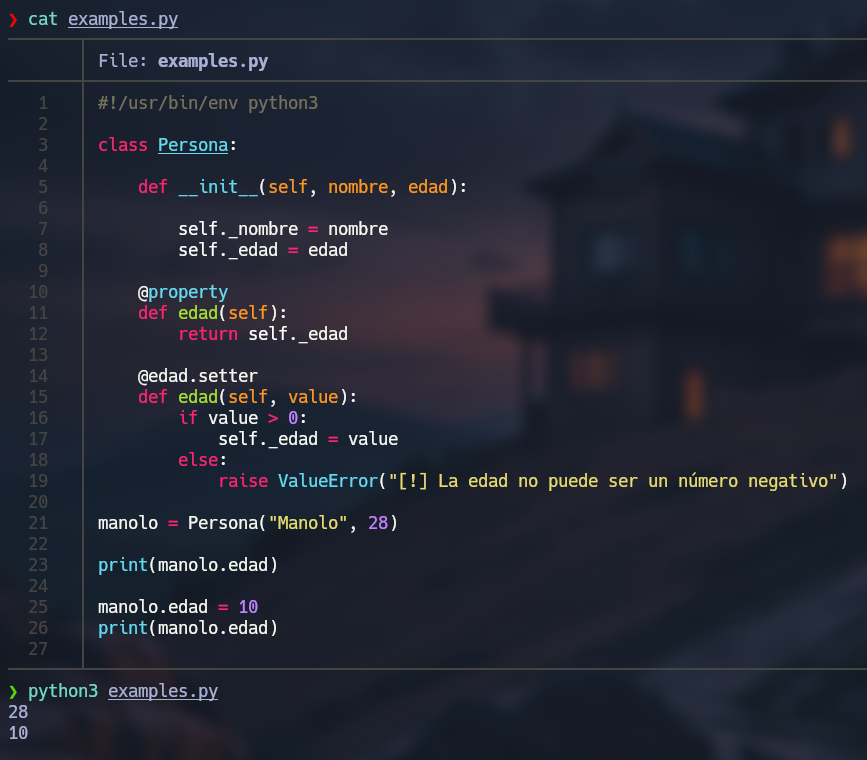 ❯ cat examples.py
File: examples.py
1 #!/usr/bin/env python3
2
3 class Persona:
4
5     def __init__(self, nombre, edad):
6
7         self._nombre = nombre
8         self._edad = edad
9
10     @property
11     def edad(self):
12         return self._edad
13
14     @edad.setter
15     def edad(self, value):
16         if value > 0:
17             self._edad = value
18         else:
19             raise ValueError("[!] La edad no puede ser un número negativo")
20
21 manolo = Persona("Manolo", 28)
22
23 print(manolo.edad)
24
25 manolo.edad = 10
26 print(manolo.edad)
27
❯ python3 examples.py
28
10